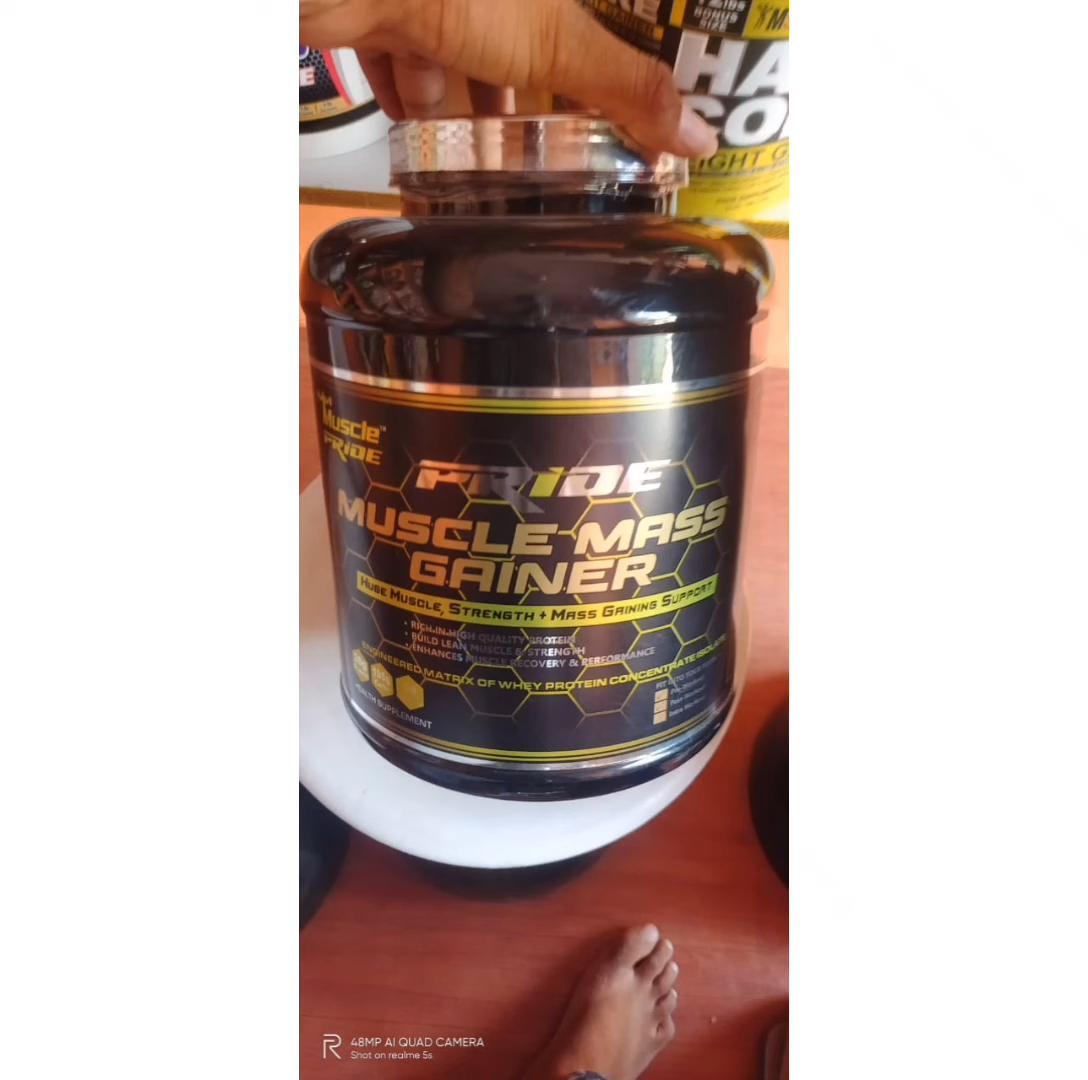 LBS
BONUS
SIZE
HA
CO
IGHT G
Muscle™
PRIDE
PRIDE
MUSCLE MASS
GAINER
HUGE MUSCLE, STRENGTH + MASS GAINING SUPPORT
• RICH IN HIGH QUALITY PROTEIN
• BUILD LEAN MUSCLE & STRENGTH
• ENHANCES MUSCLE RECOVERY & PERFORMANCE
ENGINEERED MATRIX OF WHEY PROTEIN CONCENTRATE ISOLATE
HEALTH SUPPLEMENT
48MP AI QUAD CAMERA
Shot on realme 5s